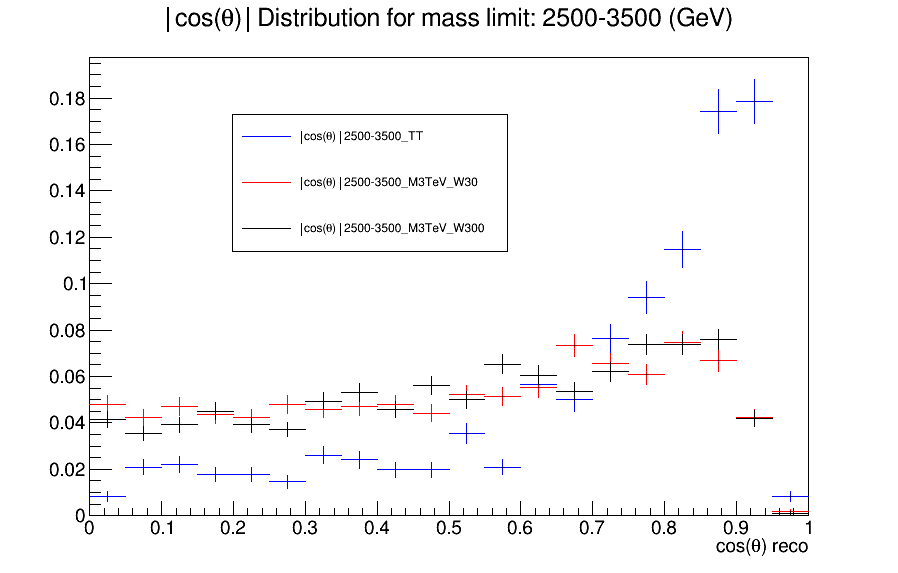 |cos(θ)| Distribution for mass limit: 2500-3500 (GeV)
|cos(θ)| 2500-3500_TT
|cos(θ)| 2500-3500_M3TeV_W30
|cos(θ)| 2500-3500_M3TeV_W300
0.18
0.16
0.14
0.12
0.1
0.08
0.06
0.04
0.02
0
0 0.1 0.2 0.3 0.4 0.5 0.6 0.7 0.8 0.9 1
cos(θ) reco